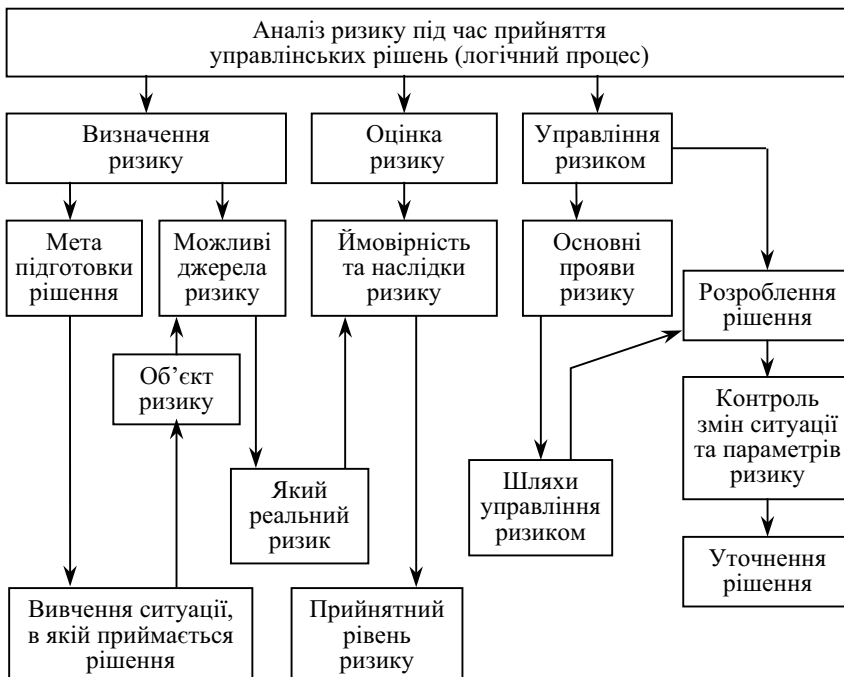 Аналіз ризику під час прийняття
управлінських рішень (логічний процес)
Визначення
ризику
Оцінка
ризику
Управління
ризиком
Мета
підготовки
рішення
Можливі
джерела
ризику
Ймовірність
та наслідки
ризику
Основні
прояви
ризику
Розроблення
рішення
Об’єкт
ризику
Контроль
змін ситуації
та параметрів
ризику
Який
реальний
ризик
Шляхи
управління
ризиком
Уточнення
рішення
Вивчення ситуації,
в якій приймається
рішення
Прийнятний
рівень
ризику